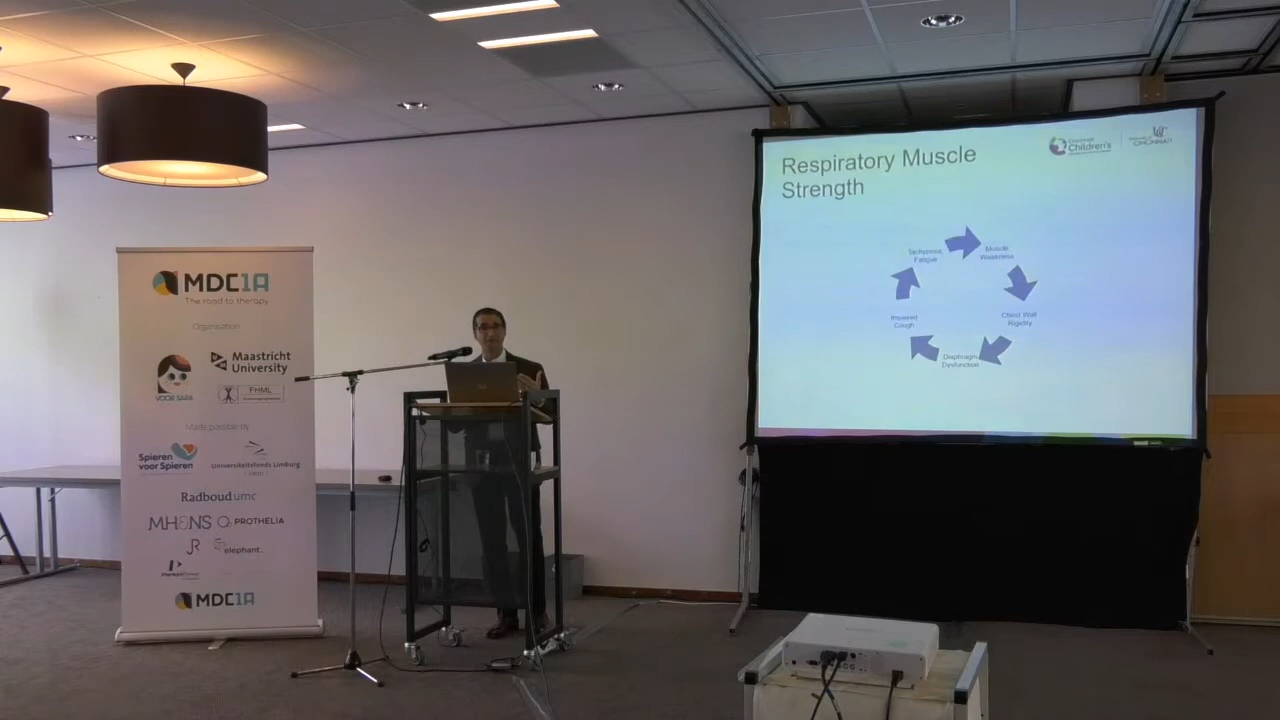 MDC1A
The road to therapy
Organisation
VOOR SARA
Maastricht
University
FHML
Made possible by
Spieren
voor Spieren
Universiteitsfonds Limburg
Radboudumc
MHeNS
PROTHELIA
elephant
MDC1A
Respiratory Muscle
Strength
Children's
CINCINNATI
Tachypnea,
Fatigue
Muscle
Weakness
Impaired
Cough
Chest Wall
Rigidity
Diaphragm
Dysfunction